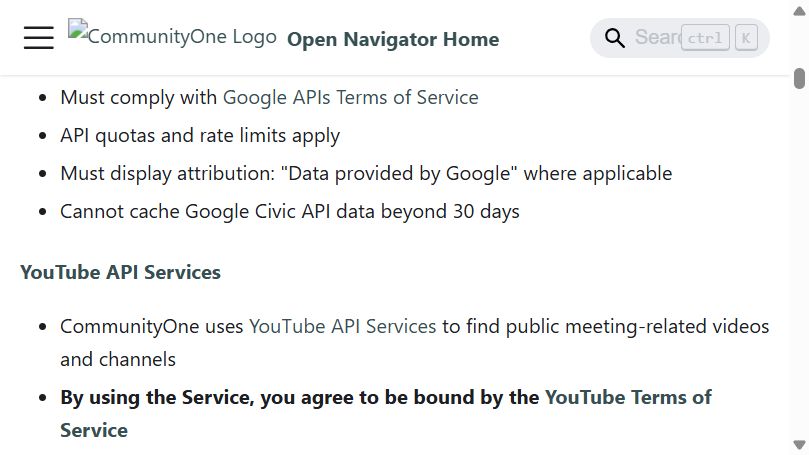 CommunityOne Logo Open Navigator Home ctrl K
Must comply with Google APIs Terms of Service
API quotas and rate limits apply
Must display attribution: "Data provided by Google" where applicable
Cannot cache Google Civic API data beyond 30 days
YouTube API Services
CommunityOne uses YouTube API Services to find public meeting-related videos
and channels
By using the Service, you agree to be bound by the YouTube Terms of
Service